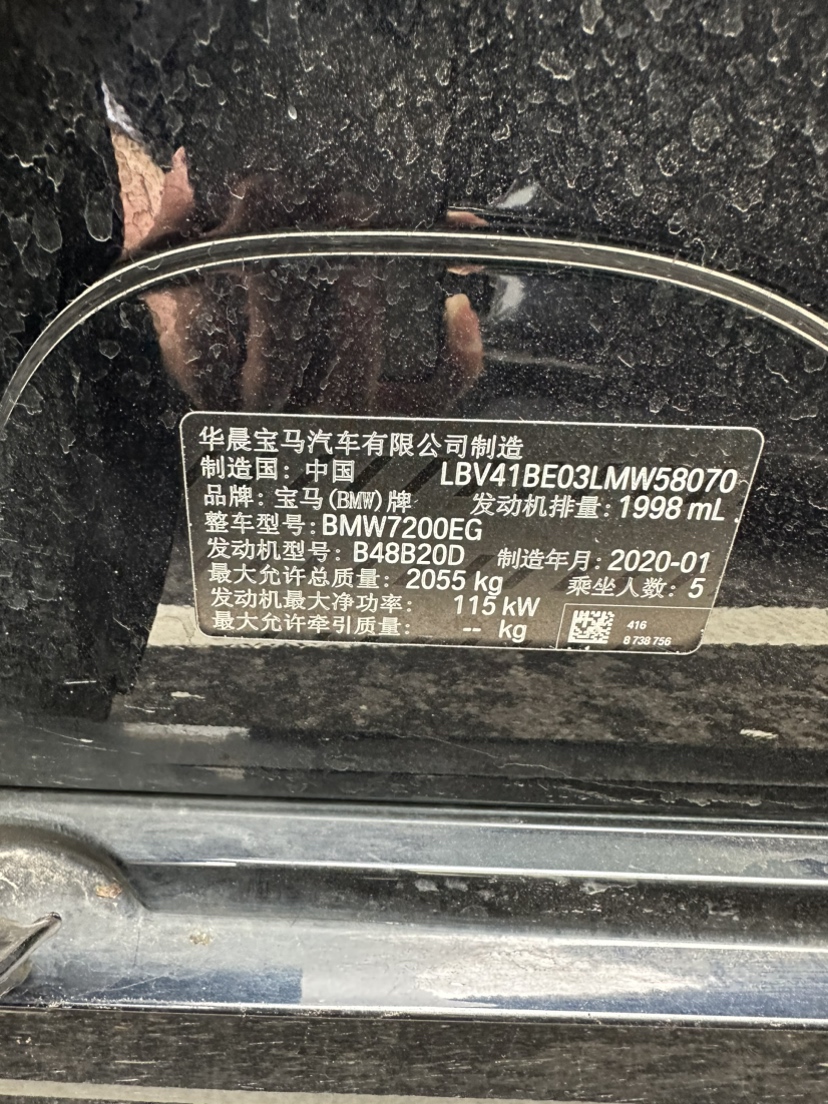 华晨宝马汽车有限公司制造
制造国: 中国 LBV41BE03LMW58070
品牌: 宝马(BMW)牌 发动机排量: 1998 mL
整车型号: BMW7200EG
发动机型号: B48B20D 制造年月: 2020-01
最大允许总质量: 2055 kg 乘坐人数: 5
发动机最大净功率: 115 kW
最大允许牵引质量: -- kg
416
8 738 756